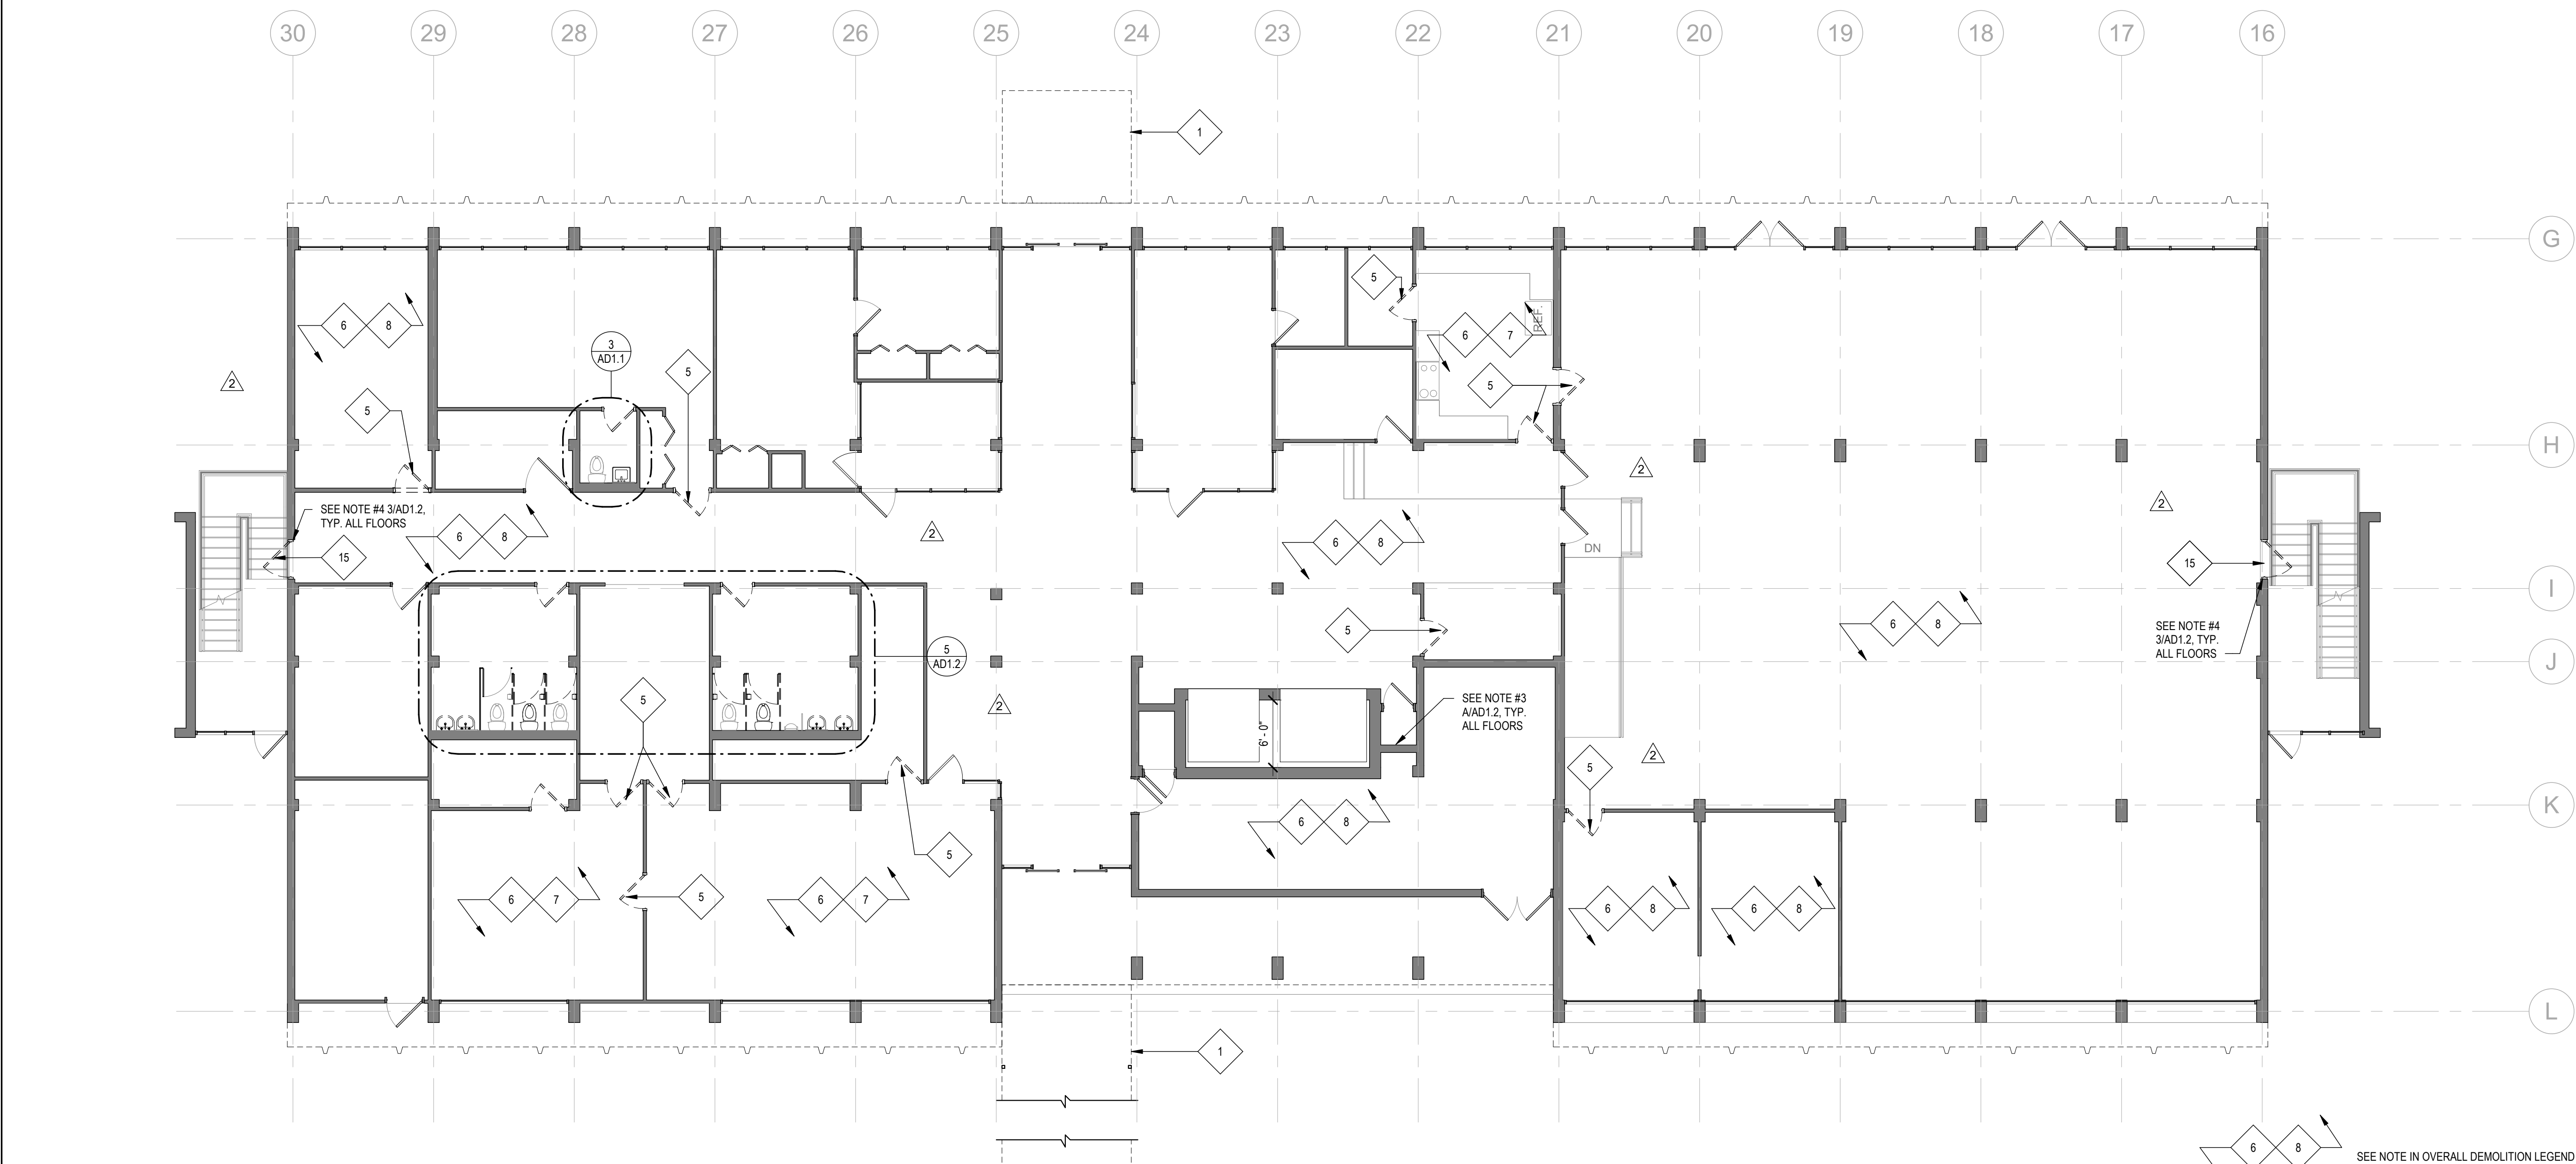 30 29 28 27 26 25 24 23 22 21 20 19 18 17 16
1
G
5
6 8
6 7
REF.
3
AD1.1
5
5
2
5
H
2
2
SEE NOTE #4 3/AD1.2,
TYP. ALL FLOORS
6 8
2
6 8
DN
15
15
I
6 8
5
SEE NOTE #4
3/AD1.2, TYP.
ALL FLOORS
5
AD1.2
J
5
2
SEE NOTE #3
A/AD1.2, TYP.
ALL FLOORS
6' - 0"
2
5
K
6 8
5
6 7
5
6 7
6 8
6 8
L
1
6 8
SEE NOTE IN OVERALL DEMOLITION LEGEND